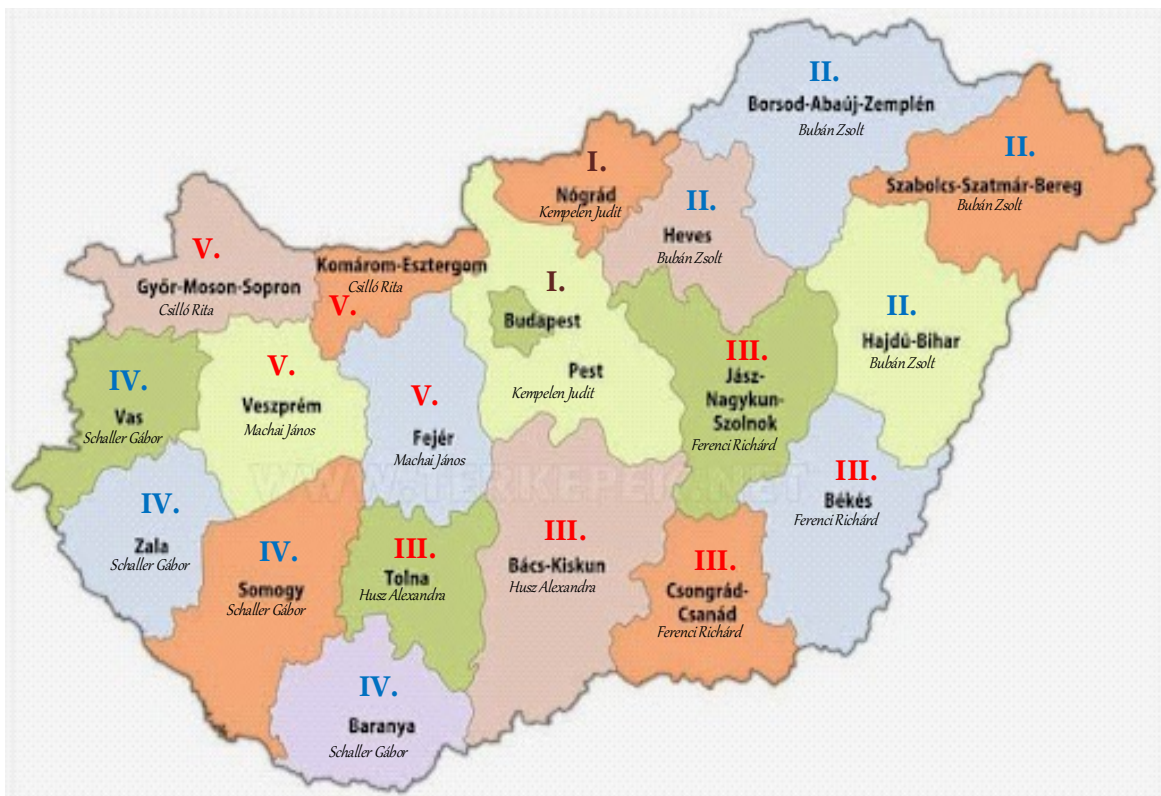 II.
Borsod-Abaúj-Zemplén
Bubán Zsolt
II.
Szabolcs-Szatmár-Bereg
Bubán Zsolt
I.
Nógrád
Kempelen Judit
II.
Heves
Bubán Zsolt
V.
Győr-Moson-Sopron
Csilló Rita
Komárom-Esztergom
Csilló Rita
V.
I.
Budapest
Pest
Kempelen Judit
II.
Hajdú-Bihar
Bubán Zsolt
IV.
Vas
Schaller Gábor
V.
Veszprém
Machai János
V.
Fejér
Machai János
III.
Jász-
Nagykun-
Szolnok
Ferenci Richárd
III.
Békés
Ferenci Richárd
WWW.TERKEPEK.NET
IV.
Zala
Schaller Gábor
IV.
Somogy
Schaller Gábor
III.
Tolna
Husz Alexandra
III.
Bács-Kiskun
Husz Alexandra
III.
Csongrád-
Csanád
Ferenci Richárd
IV.
Baranya
Schaller Gábor